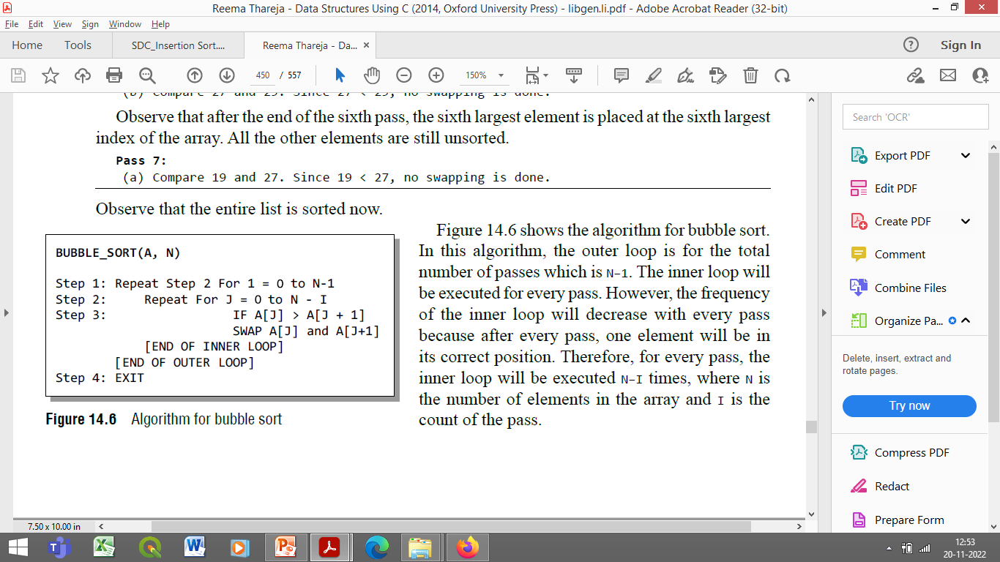 Reema Thareja - Data Structures Using C (2014, Oxford University Press) - libgen.li.pdf - Adobe Acrobat Reader (32-bit)
File Edit View Sign Window Help
Home Tools SDC_Insertion Sort.... Reema Thareja - Da... ×
? Sign In
450 / 557 150%
(b) Compare 27 and 29. Since 27 < 29, no swapping is done.
Observe that after the end of the sixth pass, the sixth largest element is placed at the sixth largest
index of the array. All the other elements are still unsorted.
Pass 7:
(a) Compare 19 and 27. Since 19 < 27, no swapping is done.
Observe that the entire list is sorted now.
BUBBLE_SORT(A, N)
Step 1: Repeat Step 2 For 1 = 0 to N-1
Step 2: Repeat For J = 0 to N - I
Step 3: IF A[J] > A[J + 1]
SWAP A[J] and A[J+1]
[END OF INNER LOOP]
[END OF OUTER LOOP]
Step 4: EXIT
Figure 14.6 Algorithm for bubble sort
Figure 14.6 shows the algorithm for bubble sort.
In this algorithm, the outer loop is for the total
number of passes which is N–1. The inner loop will
be executed for every pass. However, the frequency
of the inner loop will decrease with every pass
because after every pass, one element will be in
its correct position. Therefore, for every pass, the
inner loop will be executed N–I times, where N is
the number of elements in the array and I is the
count of the pass.
Search 'OCR'
Export PDF
Edit PDF
Create PDF
Comment
Combine Files
Organize Pa...
Delete, insert, extract and
rotate pages.
Try now
Compress PDF
Redact
Prepare Form
7.50 x 10.00 in
12:53
20-11-2022